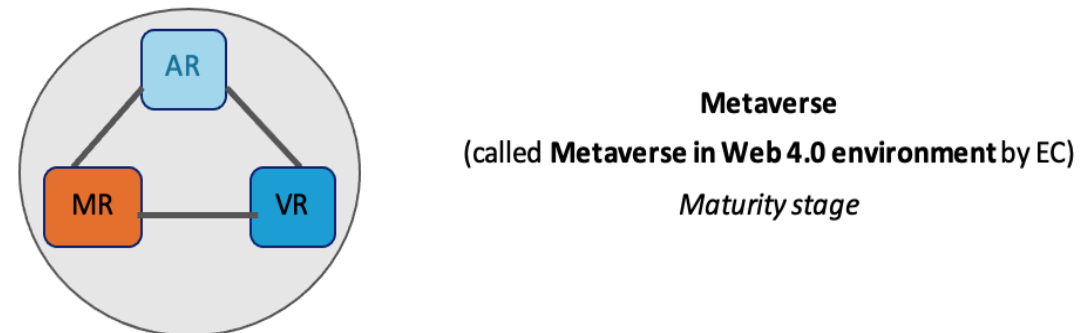 AR
MR
VR
Metaverse
(called Metaverse in Web 4.0 environment by EC)
Maturity stage